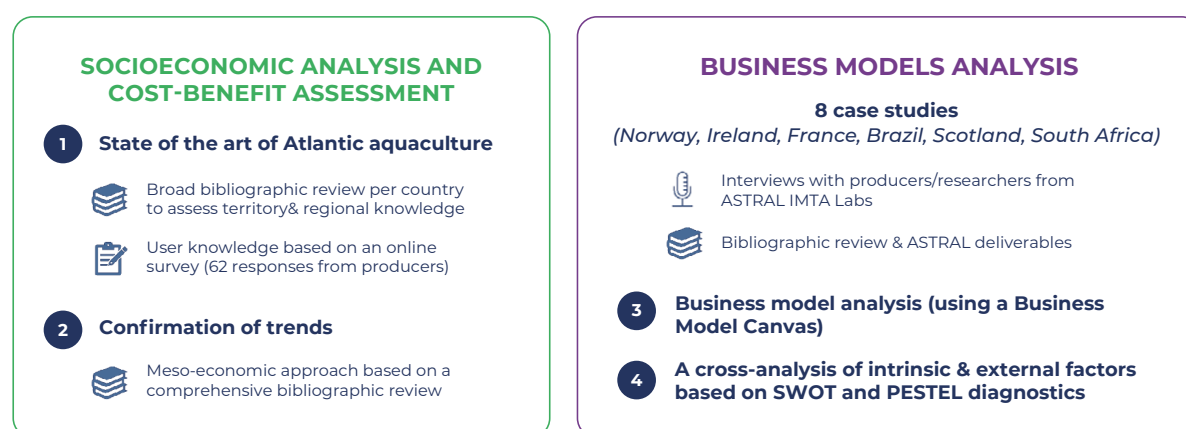 SOCIOECONOMIC ANALYSIS AND
COST-BENEFIT ASSESSMENT
1 State of the art of Atlantic aquaculture
Broad bibliographic review per country
to assess territory& regional knowledge
User knowledge based on an online
survey (62 responses from producers)
2 Confirmation of trends
Meso-economic approach based on a
comprehensive bibliographic review
BUSINESS MODELS ANALYSIS
8 case studies
(Norway, Ireland, France, Brazil, Scotland, South Africa)
Interviews with producers/researchers from
ASTRAL IMTA Labs
Bibliographic review & ASTRAL deliverables
3 Business model analysis (using a Business
Model Canvas)
4 A cross-analysis of intrinsic & external factors
based on SWOT and PESTEL diagnostics